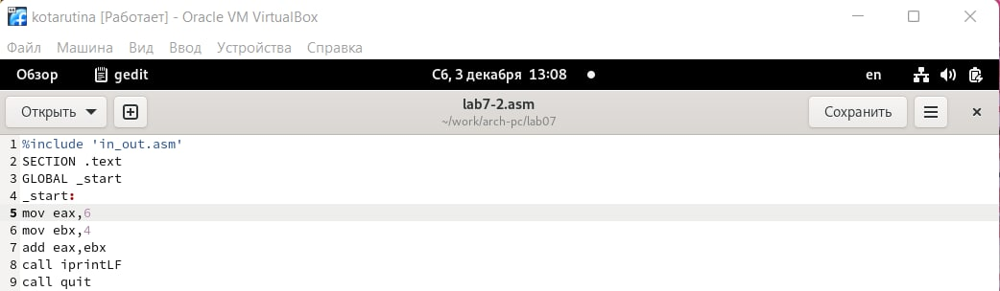 kotarutina [Работает] - Oracle VM VirtualBox
Файл Машина Вид Ввод Устройства Справка
Обзор gedit Сб, 3 декабря 13:08 en
Открыть lab7-2.asm Сохранить
~/work/arch-pc/lab07
1 %include 'in_out.asm'
2 SECTION .text
3 GLOBAL _start
4 _start:
5 mov eax,6
6 mov ebx,4
7 add eax,ebx
8 call iprintLF
9 call quit